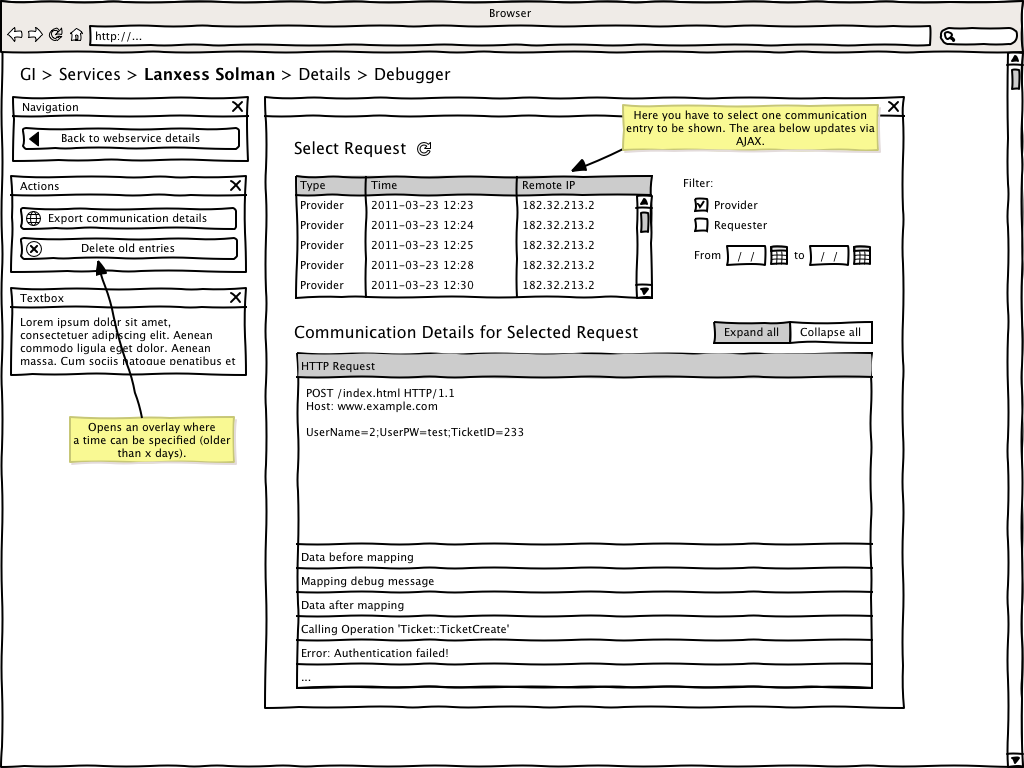 Browser
http://...
GI > Services > Lanxess Solman > Details > Debugger
Navigation
Back to webservice details
Actions
Export communication details
Delete old entries
Textbox
Lorem ipsum dolor sit amet,
consectetuer adipiscing elit. Aenean
commodo ligula eget dolor. Aenean
massa. Cum sociis natoque penatibus et
Opens an overlay where
a time can be specified (older
than x days).
Here you have to select one communication
entry to be shown. The area below updates via
AJAX.
Select Request
Type Time Remote IP
Provider 2011-03-23 12:23 182.32.213.2
Provider 2011-03-23 12:24 182.32.213.2
Provider 2011-03-23 12:25 182.32.213.2
Provider 2011-03-23 12:28 182.32.213.2
Provider 2011-03-23 12:30 182.32.213.2
Filter:
Provider
Requester
From / / to / /
Communication Details for Selected Request
Expand all Collapse all
HTTP Request
POST /index.html HTTP/1.1
Host: www.example.com
UserName=2;UserPW=test;TicketID=233
Data before mapping
Mapping debug message
Data after mapping
Calling Operation 'Ticket::TicketCreate'
Error: Authentication failed!
...